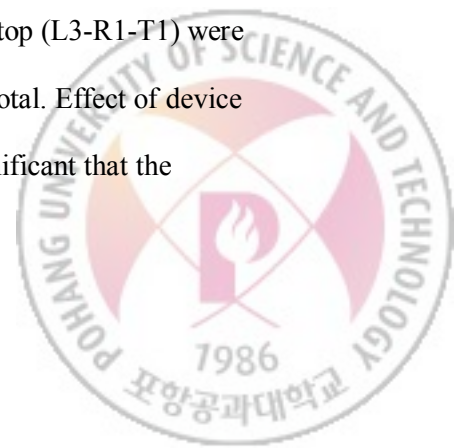 top (L3-R1-T1) were
otal. Effect of device
nificant that the
POHANG UNIVERSITY OF SCIENCE AND TECHNOLOGY
1986
포항공과대학교